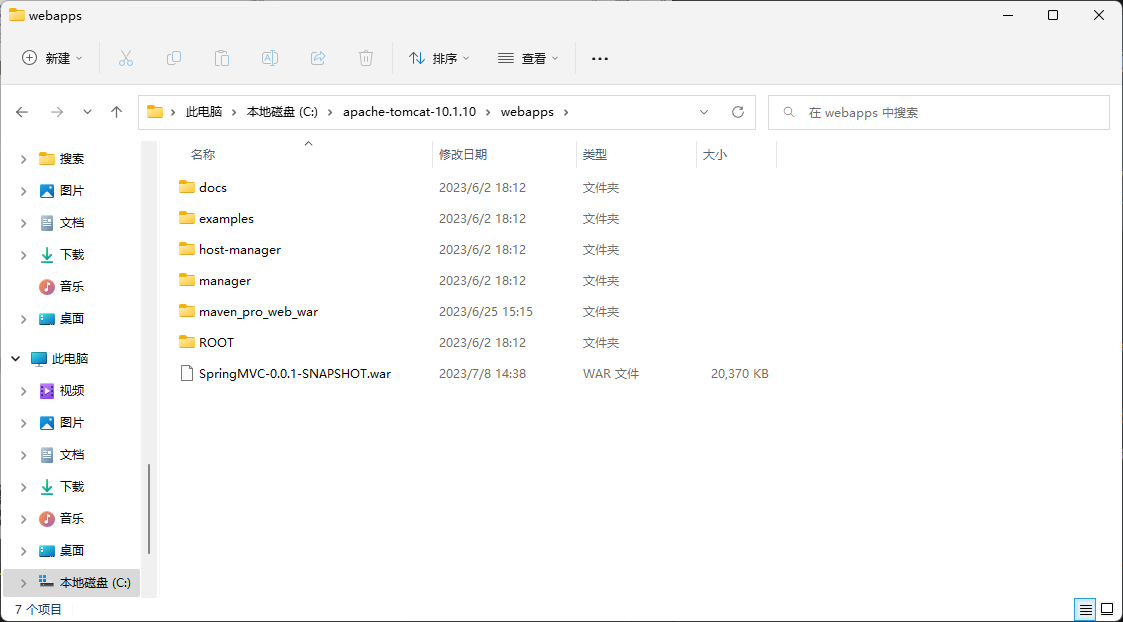 webapps
新建
排序
查看
此电脑 本地磁盘 (C:) apache-tomcat-10.1.10 webapps
在 webapps 中搜索
搜索
图片
文档
下载
音乐
桌面
此电脑
视频
图片
文档
下载
音乐
桌面
本地磁盘 (C:)
名称 修改日期 类型 大小
docs 2023/6/2 18:12 文件夹
examples 2023/6/2 18:12 文件夹
host-manager 2023/6/2 18:12 文件夹
manager 2023/6/2 18:12 文件夹
maven_pro_web_war 2023/6/25 15:15 文件夹
ROOT 2023/6/2 18:12 文件夹
SpringMVC-0.0.1-SNAPSHOT.war 2023/7/8 14:38 WAR 文件 20,370 KB
7 个项目